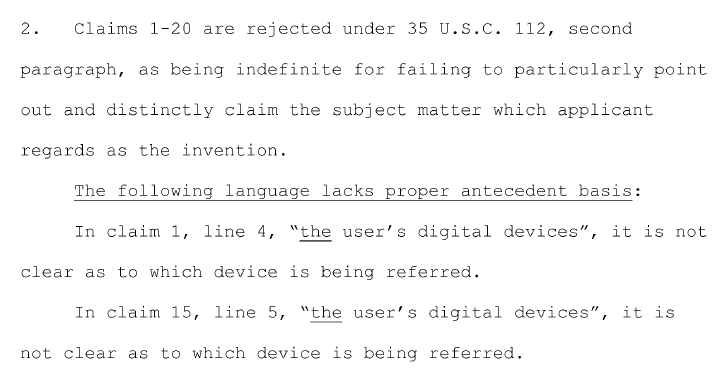 2. Claims 1-20 are rejected under 35 U.S.C. 112, second
paragraph, as being indefinite for failing to particularly point
out and distinctly claim the subject matter which applicant
regards as the invention.
The following language lacks proper antecedent basis:
In claim 1, line 4, “the user’s digital devices”, it is not
clear as to which device is being referred.
In claim 15, line 5, “the user’s digital devices”, it is
not clear as to which device is being referred.